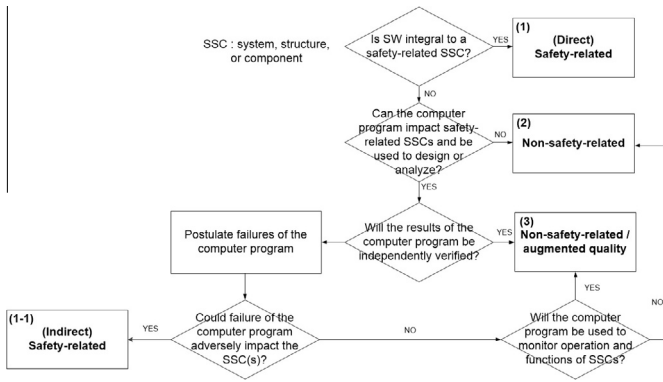 SSC : system, structure,
or component
Is SW integral to a
safety-related SSC?
YES
(1)
(Direct)
Safety-related
NO
Can the computer
program impact safety-
related SSCs and be
used to design or
analyze?
NO
(2)
Non-safety-related
YES
Will the results of the
computer program be
independently verified?
YES
(3)
Non-safety-related /
augmented quality
Postulate failures of the
computer program
YES
NO
(1-1)
(Indirect)
Safety-related
YES
Could failure of the
computer program
adversely impact the
SSC(s)?
NO
Will the computer
program be used to
monitor operation and
functions of SSCs?